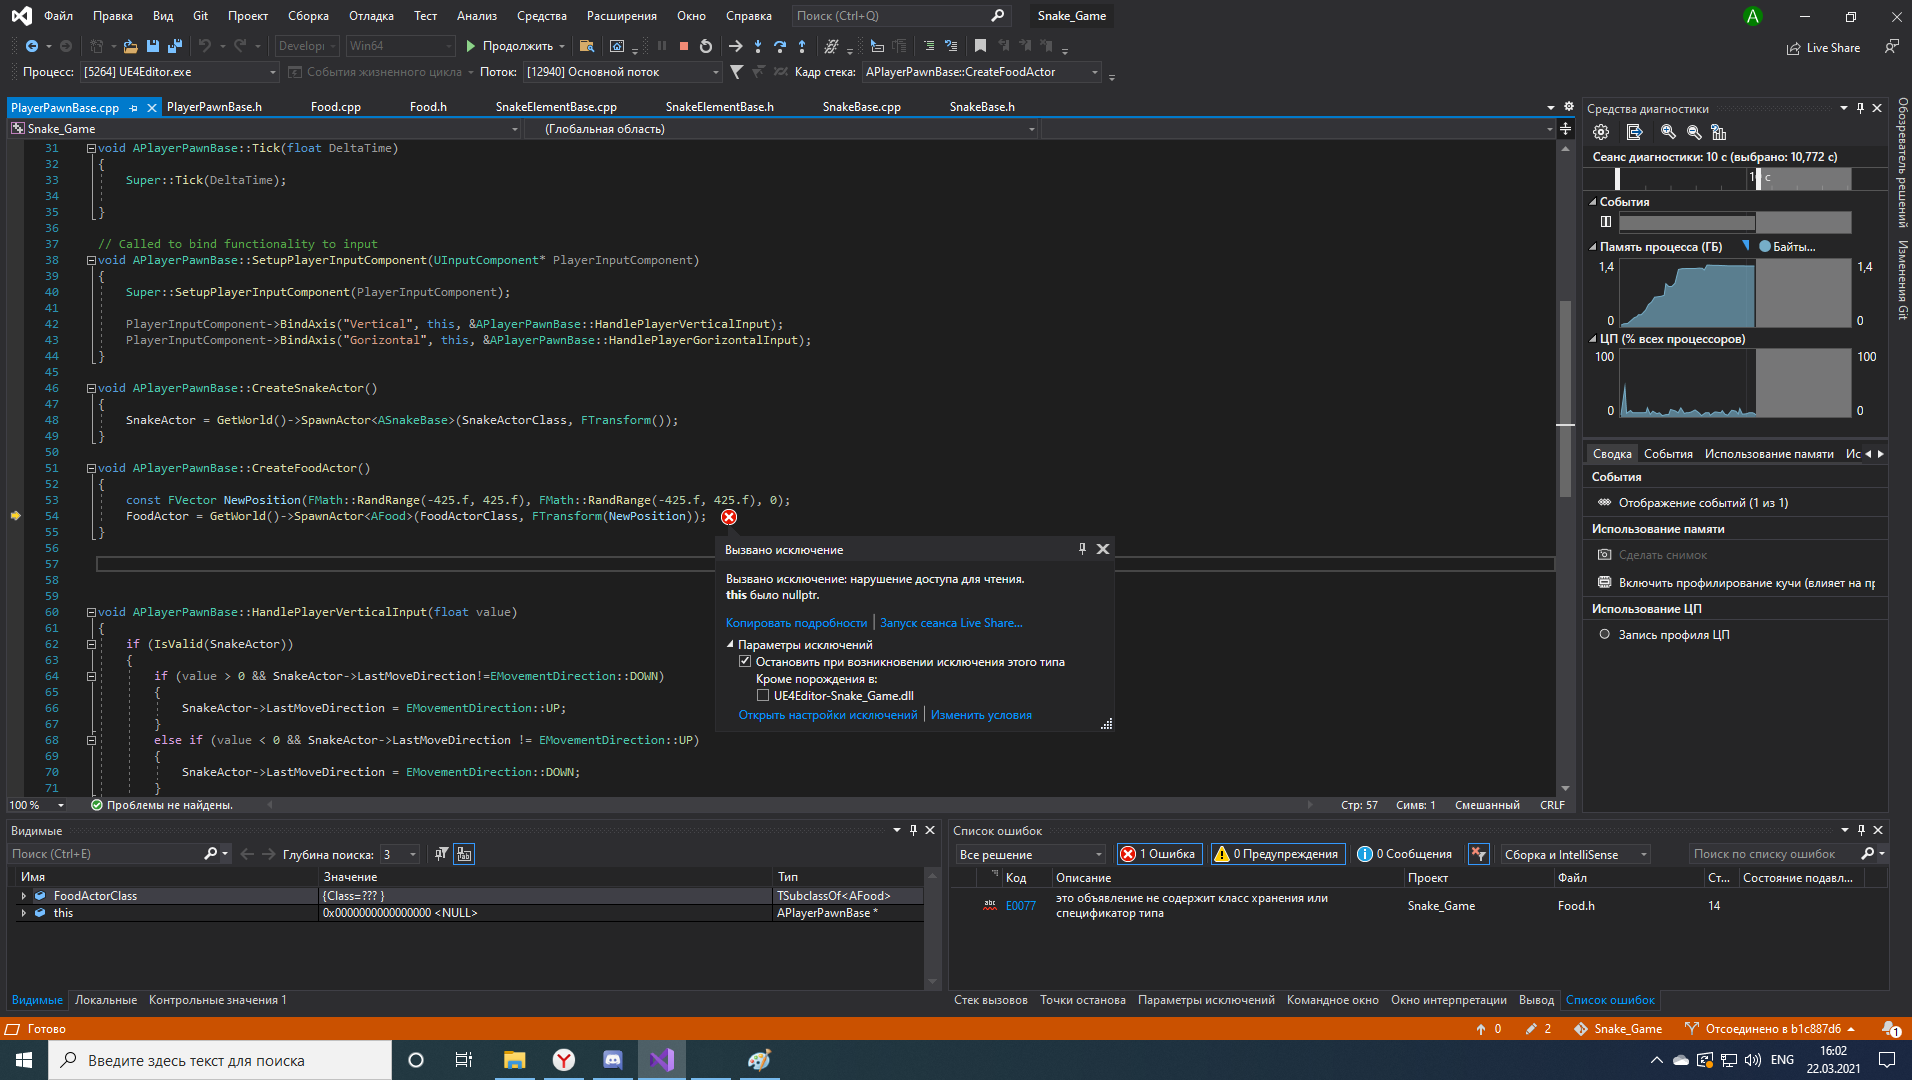 Файл Правка Вид Git Проект Сборка Отладка Тест Анализ Средства Расширения Окно Справка Поиск (Ctrl+Q) Snake_Game А
Develop Win64 Продолжить Live Share
Процесс: [5264] UE4Editor.exe События жизненного цикла Поток: [12940] Основной поток Кадр стека: APlayerPawnBase::CreateFoodActor
PlayerPawnBase.cpp PlayerPawnBase.h Food.cpp Food.h SnakeElementBase.cpp SnakeElementBase.h SnakeBase.cpp SnakeBase.h
Snake_Game (Глобальная область)
31 void APlayerPawnBase::Tick(float DeltaTime)
32 {
33 Super::Tick(DeltaTime);
34
35 }
36
37 // Called to bind functionality to input
38 void APlayerPawnBase::SetupPlayerInputComponent(UInputComponent* PlayerInputComponent)
39 {
40 Super::SetupPlayerInputComponent(PlayerInputComponent);
41
42 PlayerInputComponent->BindAxis("Vertical", this, &APlayerPawnBase::HandlePlayerVerticalInput);
43 PlayerInputComponent->BindAxis("Gorizontal", this, &APlayerPawnBase::HandlePlayerGorizontalInput);
44 }
45
46 void APlayerPawnBase::CreateSnakeActor()
47 {
48 SnakeActor = GetWorld()->SpawnActor<ASnakeBase>(SnakeActorClass, FTransform());
49 }
50
51 void APlayerPawnBase::CreateFoodActor()
52 {
53 const FVector NewPosition(FMath::RandRange(-425.f, 425.f), FMath::RandRange(-425.f, 425.f), 0);
54 FoodActor = GetWorld()->SpawnActor<AFood>(FoodActorClass, FTransform(NewPosition));
55 }
56
57
58
59
60 void APlayerPawnBase::HandlePlayerVerticalInput(float value)
61 {
62 if (IsValid(SnakeActor))
63 {
64 if (value > 0 && SnakeActor->LastMoveDirection!=EMovementDirection::DOWN)
65 {
66 SnakeActor->LastMoveDirection = EMovementDirection::UP;
67 }
68 else if (value < 0 && SnakeActor->LastMoveDirection != EMovementDirection::UP)
69 {
70 SnakeActor->LastMoveDirection = EMovementDirection::DOWN;
71 }
Вызвано исключение
Вызвано исключение: нарушение доступа для чтения.
this было nullptr.
Копировать подробности Запуск сеанса Live Share...
Параметры исключений
Остановить при возникновении исключения этого типа
Кроме порождения в:
UE4Editor-Snake_Game.dll
Открыть настройки исключений Изменить условия
100 % Проблемы не найдены. Стр: 57 Симв: 1 Смешанный CRLF
Средства диагностики
Сеанс диагностики: 10 с (выбрано: 10,772 с)
События
Память процесса (ГБ) Байты...
1,4 1,4
0 0
ЦП (% всех процессоров)
100 100
0 0
Сводка События Использование памяти Ис
События
Отображение событий (1 из 1)
Использование памяти
Сделать снимок
Включить профилирование кучи (влияет на пр
Использование ЦП
Запись профиля ЦП
Обозреватель решений
Изменения Git
Видимые
Поиск (Ctrl+E) Глубина поиска: 3
Имя Значение Тип
FoodActorClass {Class=??? } TSubclassOf<AFood>
this 0x0000000000000000 <NULL> APlayerPawnBase *
Видимые Локальные Контрольные значения 1
Список ошибок
Все решение 1 Ошибка 0 Предупреждения 0 Сообщения Сборка и IntelliSense Поиск по списку ошибок
Код Описание Проект Файл Ст... Состояние подавл...
abc E0077 это объявление не содержит класс хранения или спецификатор типа Snake_Game Food.h 14
Стек вызовов Точки останова Параметры исключений Командное окно Окно интерпретации Вывод Список ошибок
Готово 0 2 Snake_Game Отсоединено в b1c887d6 1
Введите здесь текст для поиска ENG 16:02
22.03.2021